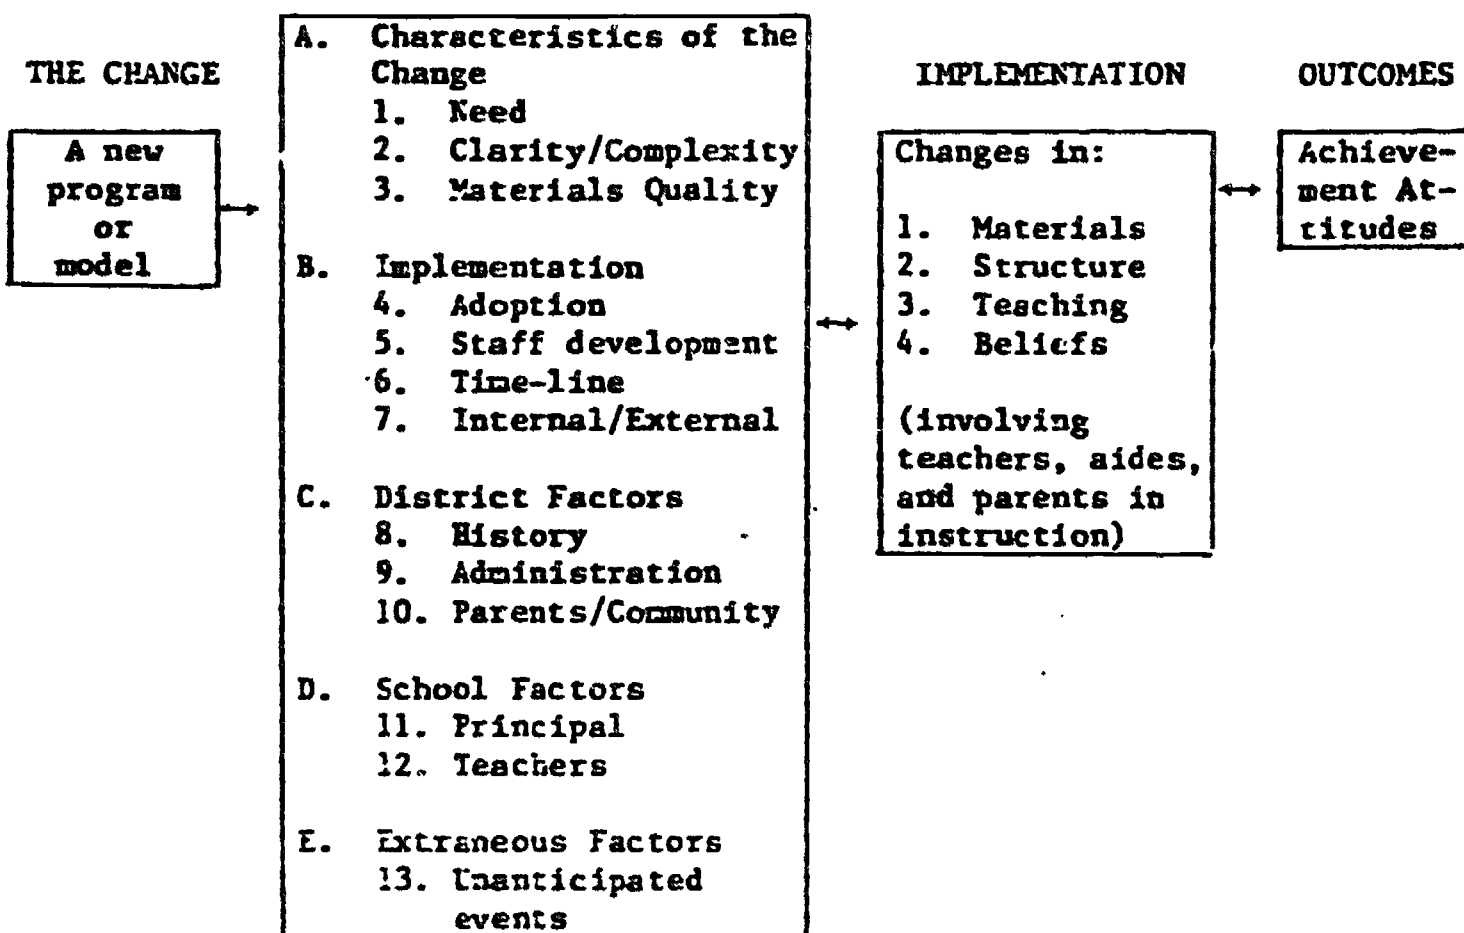 THE CHANGE
A new
program
or
model
A. Characteristics of the
Change
1. Need
2. Clarity/Complexity
3. Materials Quality
B. Implementation
4. Adoption
5. Staff development
6. Time-line
7. Internal/External
C. District Factors
8. History
9. Administration
10. Parents/Community
D. School Factors
11. Principal
12. Teachers
E. Extraneous Factors
13. Unanticipated
events
IMPLEMENTATION
Changes in:
1. Materials
2. Structure
3. Teaching
4. Beliefs
(involving
teachers, aides,
and parents in
instruction)
OUTCOMES
Achieve-
ment At-
titudes